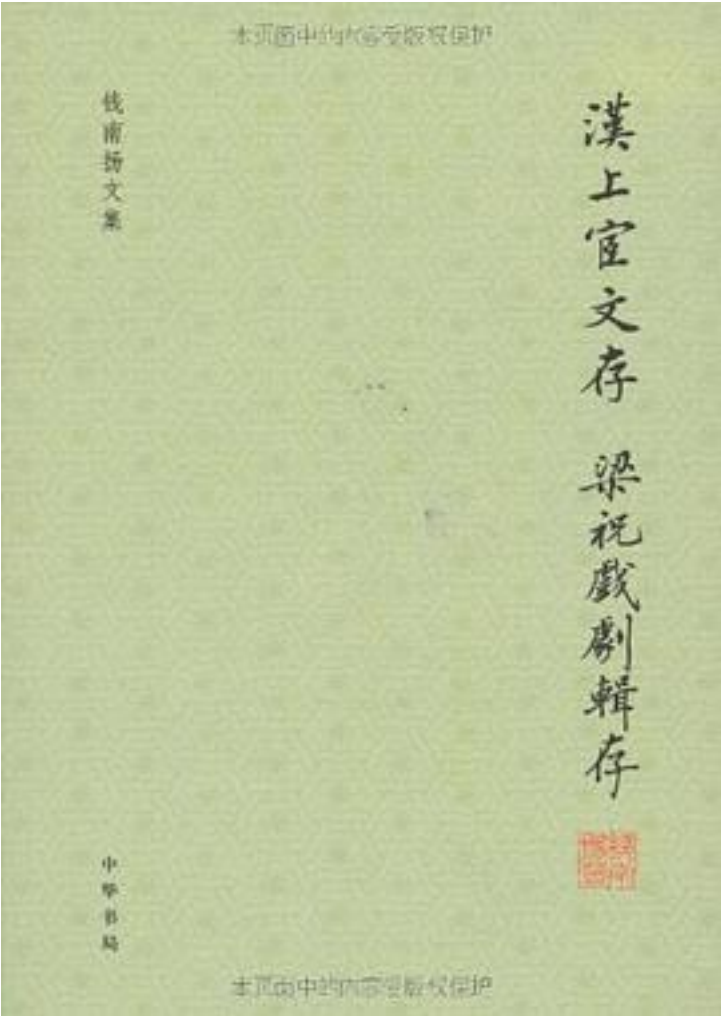 本页面中的内容受版权保护
漢上宧文存 梁祝戲劇輯存
钱南扬文集
中华书局
本页面中的内容受版权保护